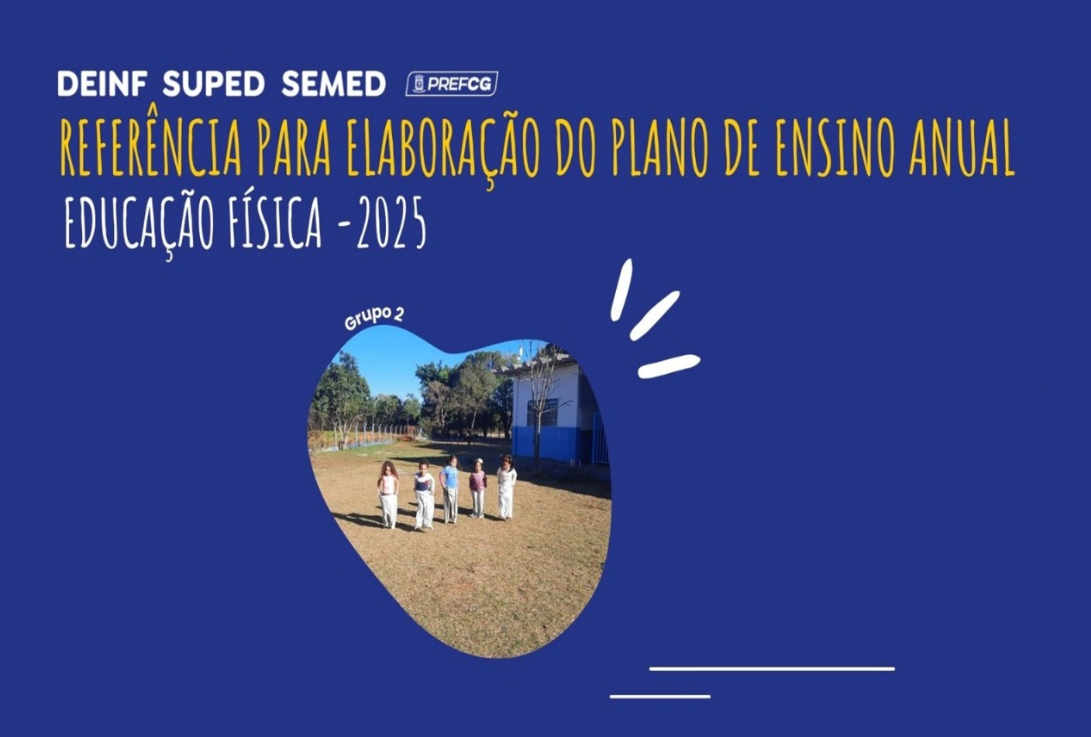 DEINF SUPED SEMED PREFCG
REFERÊNCIA PARA ELABORAÇÃO DO PLANO DE ENSINO ANUAL
EDUCAÇÃO FÍSICA -2025
Grupo 2